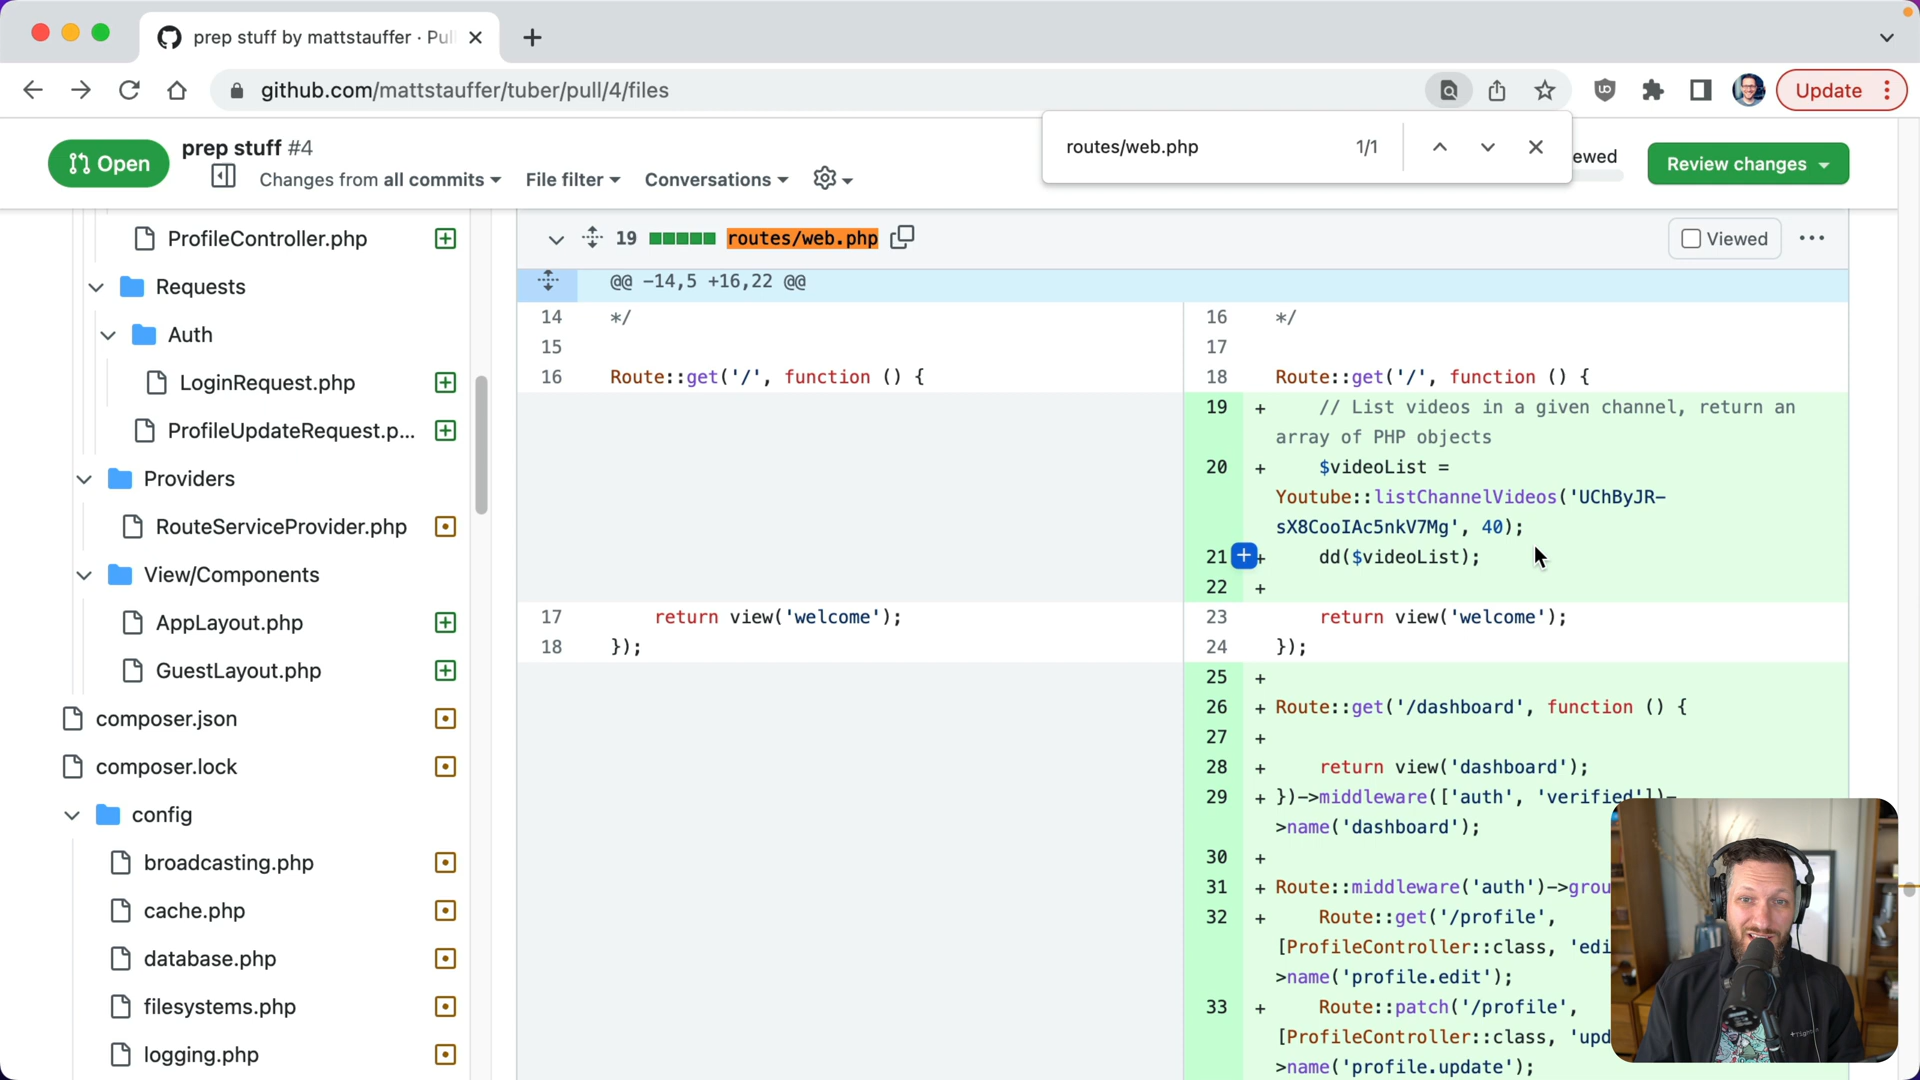 prep stuff by mattstauffer · Pul
github.com/mattstauffer/tuber/pull/4/files
Update
routes/web.php 1/1
Open
prep stuff #4
Changes from all commits
File filter
Conversations
ewed
Review changes
ProfileController.php
Requests
Auth
LoginRequest.php
ProfileUpdateRequest.p...
Providers
RouteServiceProvider.php
View/Components
AppLayout.php
GuestLayout.php
composer.json
composer.lock
config
broadcasting.php
cache.php
database.php
filesystems.php
logging.php
19 routes/web.php
Viewed
@@ -14,5 +16,22 @@
14 */
15
16 Route::get('/', function () {
17 return view('welcome');
18 });
16 */
17
18 Route::get('/', function () {
19 + // List videos in a given channel, return an
array of PHP objects
20 + $videoList =
Youtube::listChannelVideos('UChByJR-
sX8CooIAc5nkV7Mg', 40);
21 + dd($videoList);
22 +
23 return view('welcome');
24 });
25 +
26 + Route::get('/dashboard', function () {
27 +
28 + return view('dashboard');
29 + })->middleware(['auth', 'verified'])-
>name('dashboard');
30 +
31 + Route::middleware('auth')->grou
32 + Route::get('/profile',
[ProfileController::class, 'edi
>name('profile.edit');
33 + Route::patch('/profile',
[ProfileController::class, 'upd
>name('profile.update');